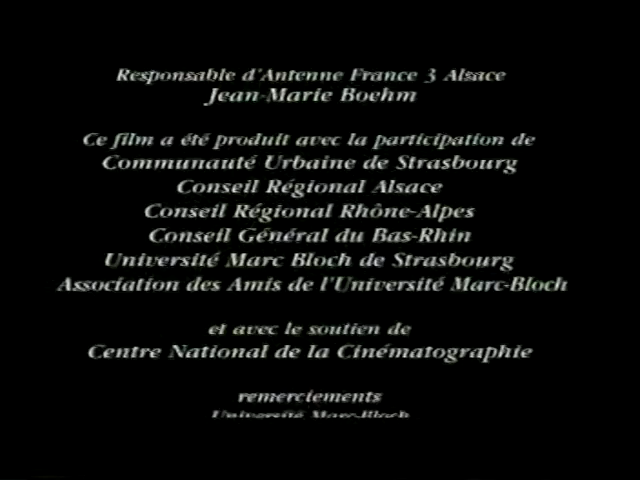 Responsable d'Antenne France 3 Alsace
Jean-Marie Boehm
Ce film a été produit avec la participation de
Communauté Urbaine de Strasbourg
Conseil Régional Alsace
Conseil Régional Rhône-Alpes
Conseil Général du Bas-Rhin
Université Marc Bloch de Strasbourg
Association des Amis de l'Université Marc-Bloch
et avec le soutien de
Centre National de la Cinématographie
remerciements
Université Marc-Bloch